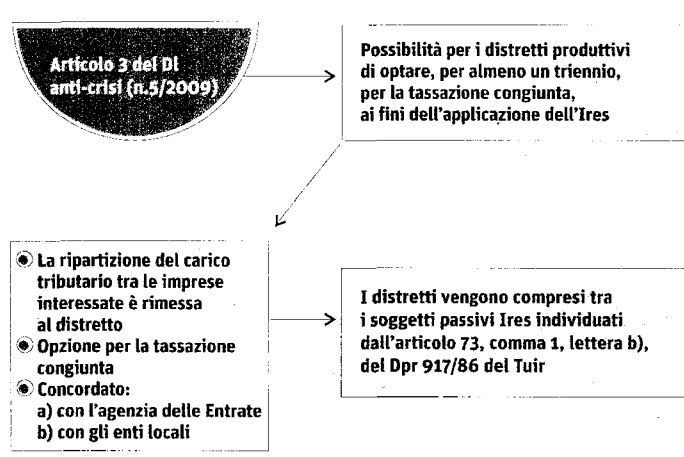 Articolo 3 del Dl
anti-crisi (n.5/2009)
Possibilità per i distretti produttivi
di optare, per almeno un triennio,
per la tassazione congiunta,
ai fini dell'applicazione dell'Ires
La ripartizione del carico
tributario tra le imprese
interessate è rimessa
al distretto
Opzione per la tassazione
congiunta
Concordato:
a) con l'agenzia delle Entrate
b) con gli enti locali
I distretti vengono compresi tra
i soggetti passivi Ires individuati
dall'articolo 73, comma 1, lettera b),
del Dpr 917/86 del Tuir